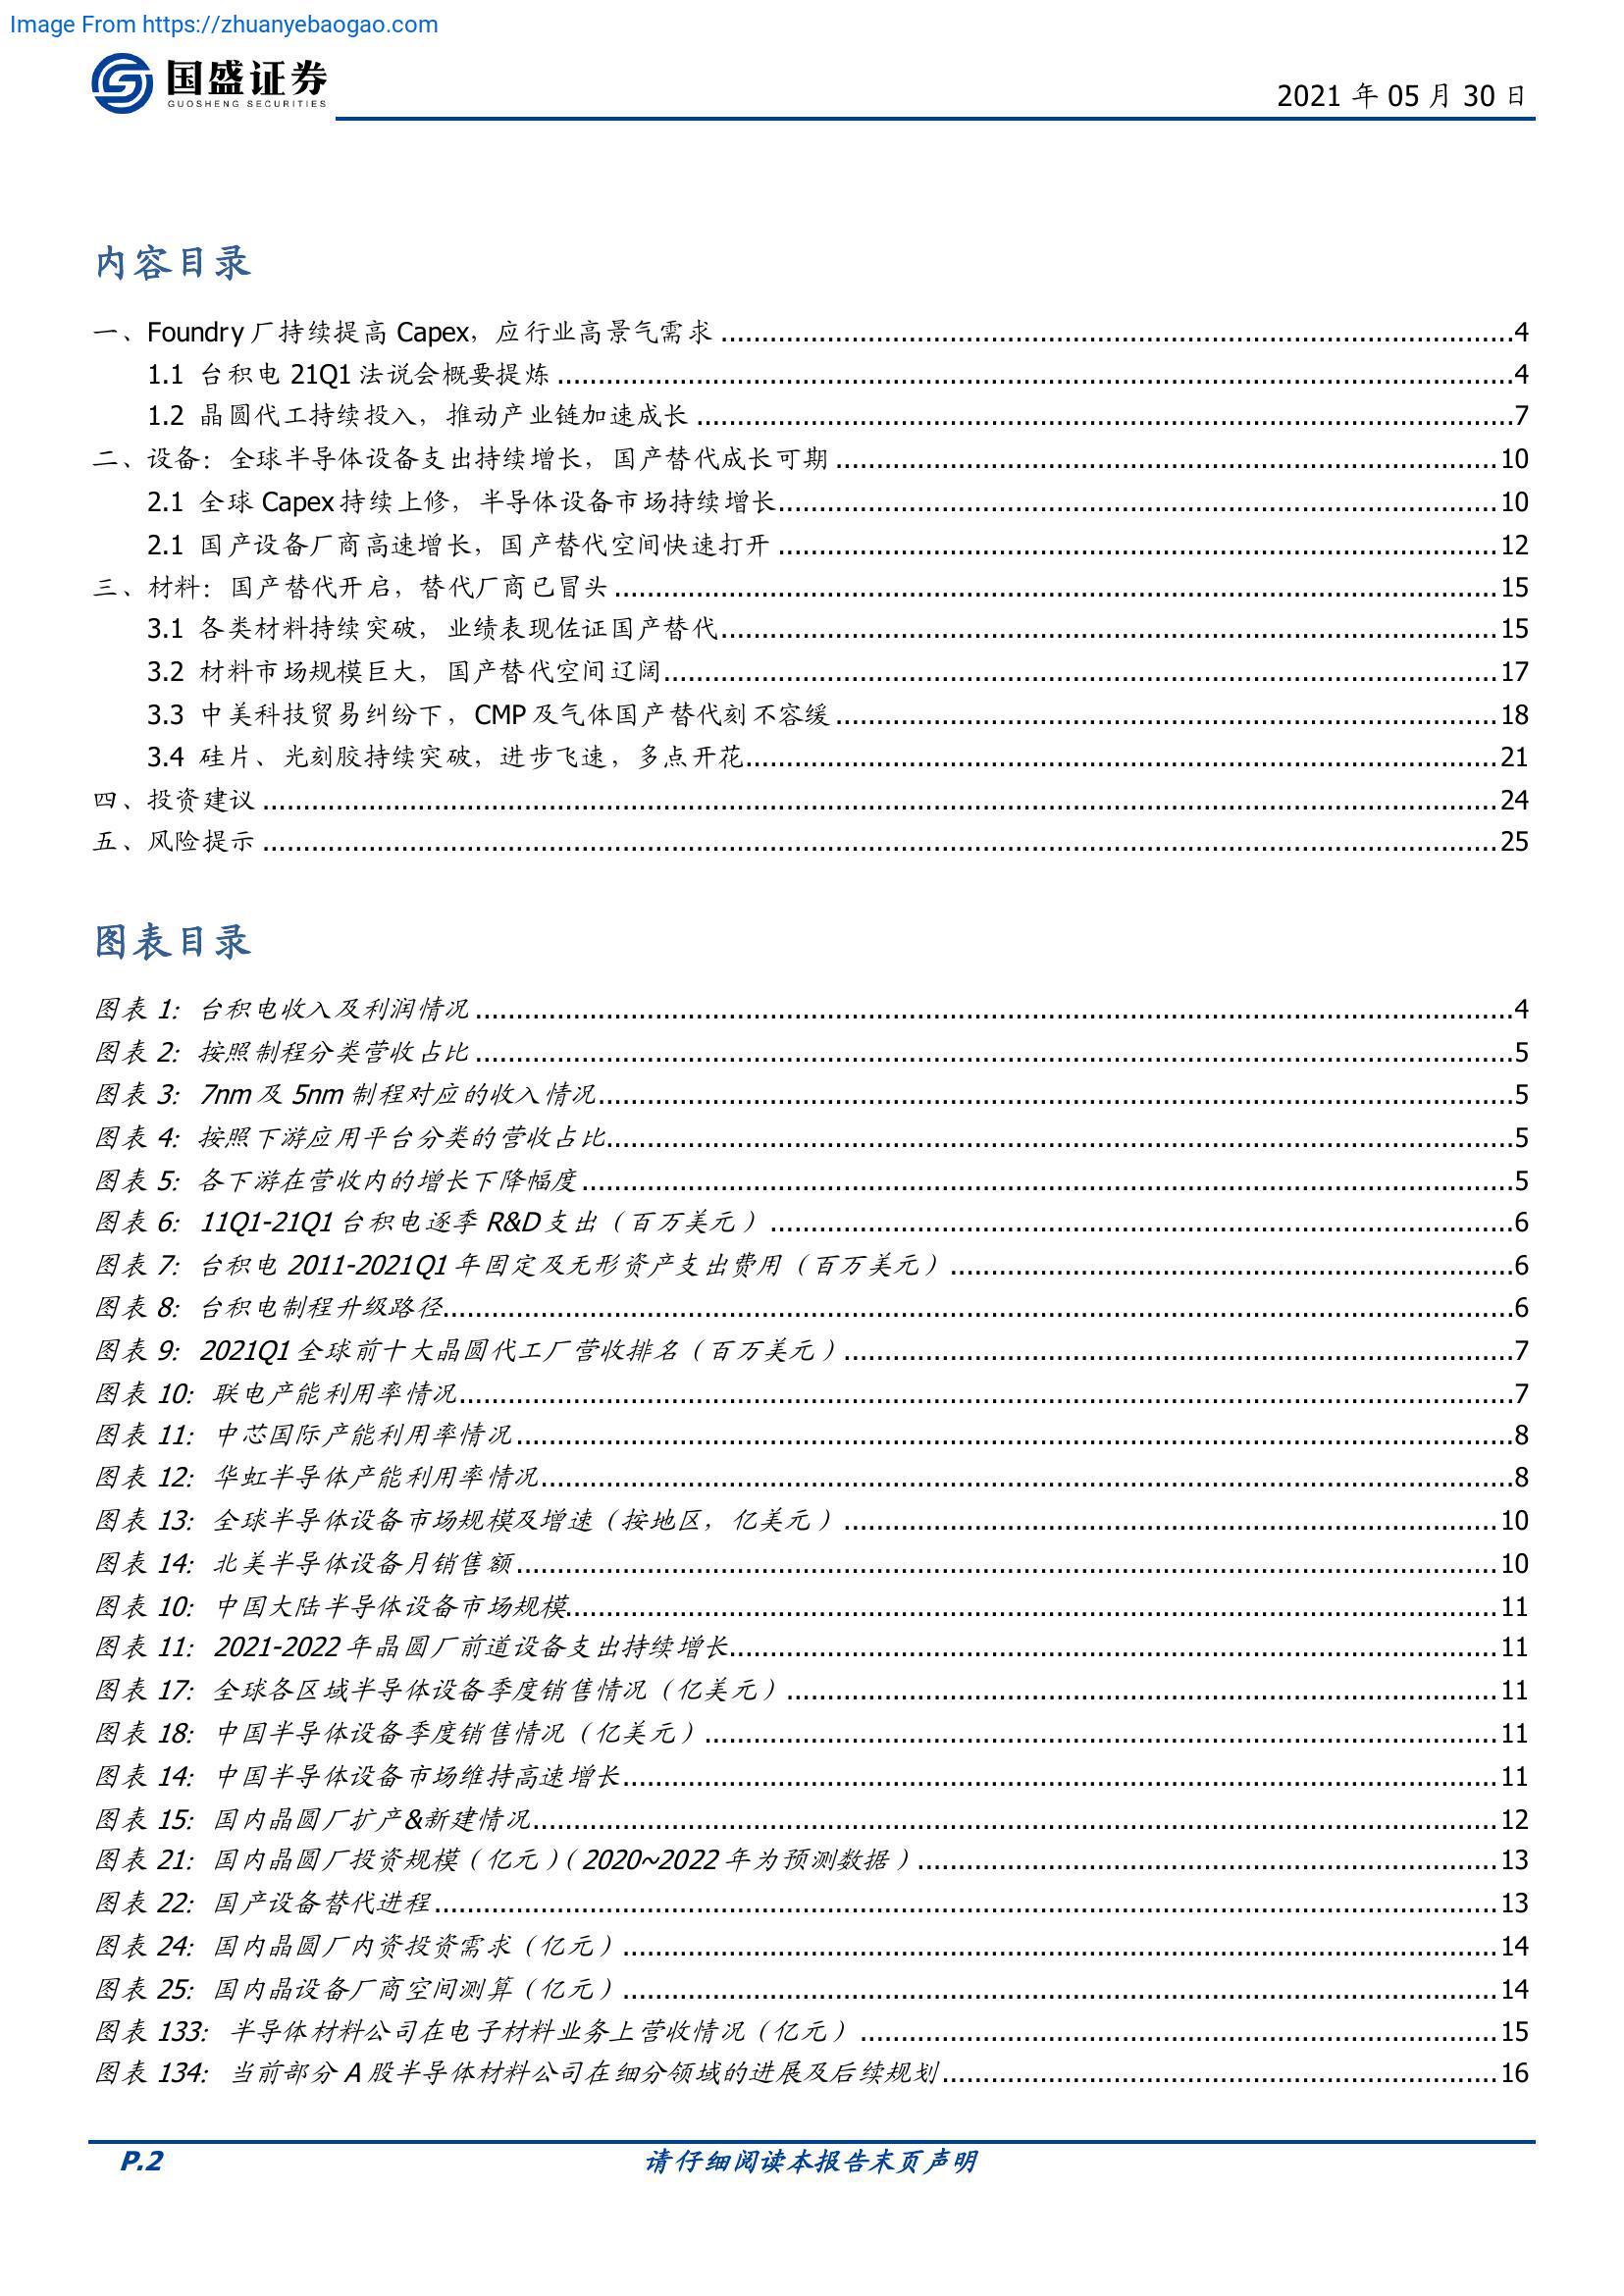 Image From https://zhuanyebaogao.com
国盛证券
GUOSHENG SECURITIES
2021 年 05 月 30 日
内容目录
一、Foundry 厂持续提高 Capex，应行业高景气需求 ........ 4
1.1 台积电 21Q1 法说会概要提炼 ........ 4
1.2 晶圆代工持续投入，推动产业链加速成长 ........ 7
二、设备：全球半导体设备支出持续增长，国产替代成长可期 ........ 10
2.1 全球 Capex 持续上修，半导体设备市场持续增长 ........ 10
2.1 国产设备厂商高速增长，国产替代空间快速打开 ........ 12
三、材料：国产替代开启，替代厂商已冒头 ........ 15
3.1 各类材料持续突破，业绩表现佐证国产替代 ........ 15
3.2 材料市场规模巨大，国产替代空间辽阔 ........ 17
3.3 中美科技贸易纠纷下，CMP 及气体国产替代刻不容缓 ........ 18
3.4 硅片、光刻胶持续突破，进步飞速，多点开花 ........ 21
四、投资建议 ........ 24
五、风险提示 ........ 25
图表目录
图表 1: 台积电收入及利润情况 ........ 4
图表 2: 按照制程分类营收占比 ........ 5
图表 3: 7nm 及 5nm 制程对应的收入情况 ........ 5
图表 4: 按照下游应用平台分类的营收占比 ........ 5
图表 5: 各下游在营收内的增长下降幅度 ........ 5
图表 6: 11Q1-21Q1 台积电逐季 R&D 支出（百万美元） ........ 6
图表 7: 台积电 2011-2021Q1 年固定及无形资产支出费用（百万美元） ........ 6
图表 8: 台积电制程升级路径 ........ 6
图表 9: 2021Q1 全球前十大晶圆代工厂营收排名（百万美元） ........ 7
图表 10: 联电产能利用率情况 ........ 7
图表 11: 中芯国际产能利用率情况 ........ 8
图表 12: 华虹半导体产能利用率情况 ........ 8
图表 13: 全球半导体设备市场规模及增速（按地区，亿美元） ........ 10
图表 14: 北美半导体设备月销售额 ........ 10
图表 10: 中国大陆半导体设备市场规模 ........ 11
图表 11: 2021-2022 年晶圆厂前道设备支出持续增长 ........ 11
图表 17: 全球各区域半导体设备季度销售情况（亿美元） ........ 11
图表 18: 中国半导体设备季度销售情况（亿美元） ........ 11
图表 14: 中国半导体设备市场维持高速增长 ........ 11
图表 15: 国内晶圆厂扩产&新建情况 ........ 12
图表 21: 国内晶圆厂投资规模（亿元）（2020~2022 年为预测数据） ........ 13
图表 22: 国产设备替代进程 ........ 13
图表 24: 国内晶圆厂内资投资需求（亿元） ........ 14
图表 25: 国内晶设备厂商空间测算（亿元） ........ 14
图表 133: 半导体材料公司在电子材料业务上营收情况（亿元） ........ 15
图表 134: 当前部分 A 股半导体材料公司在细分领域的进展及后续规划 ........ 16
P.2
请仔细阅读本报告末页声明